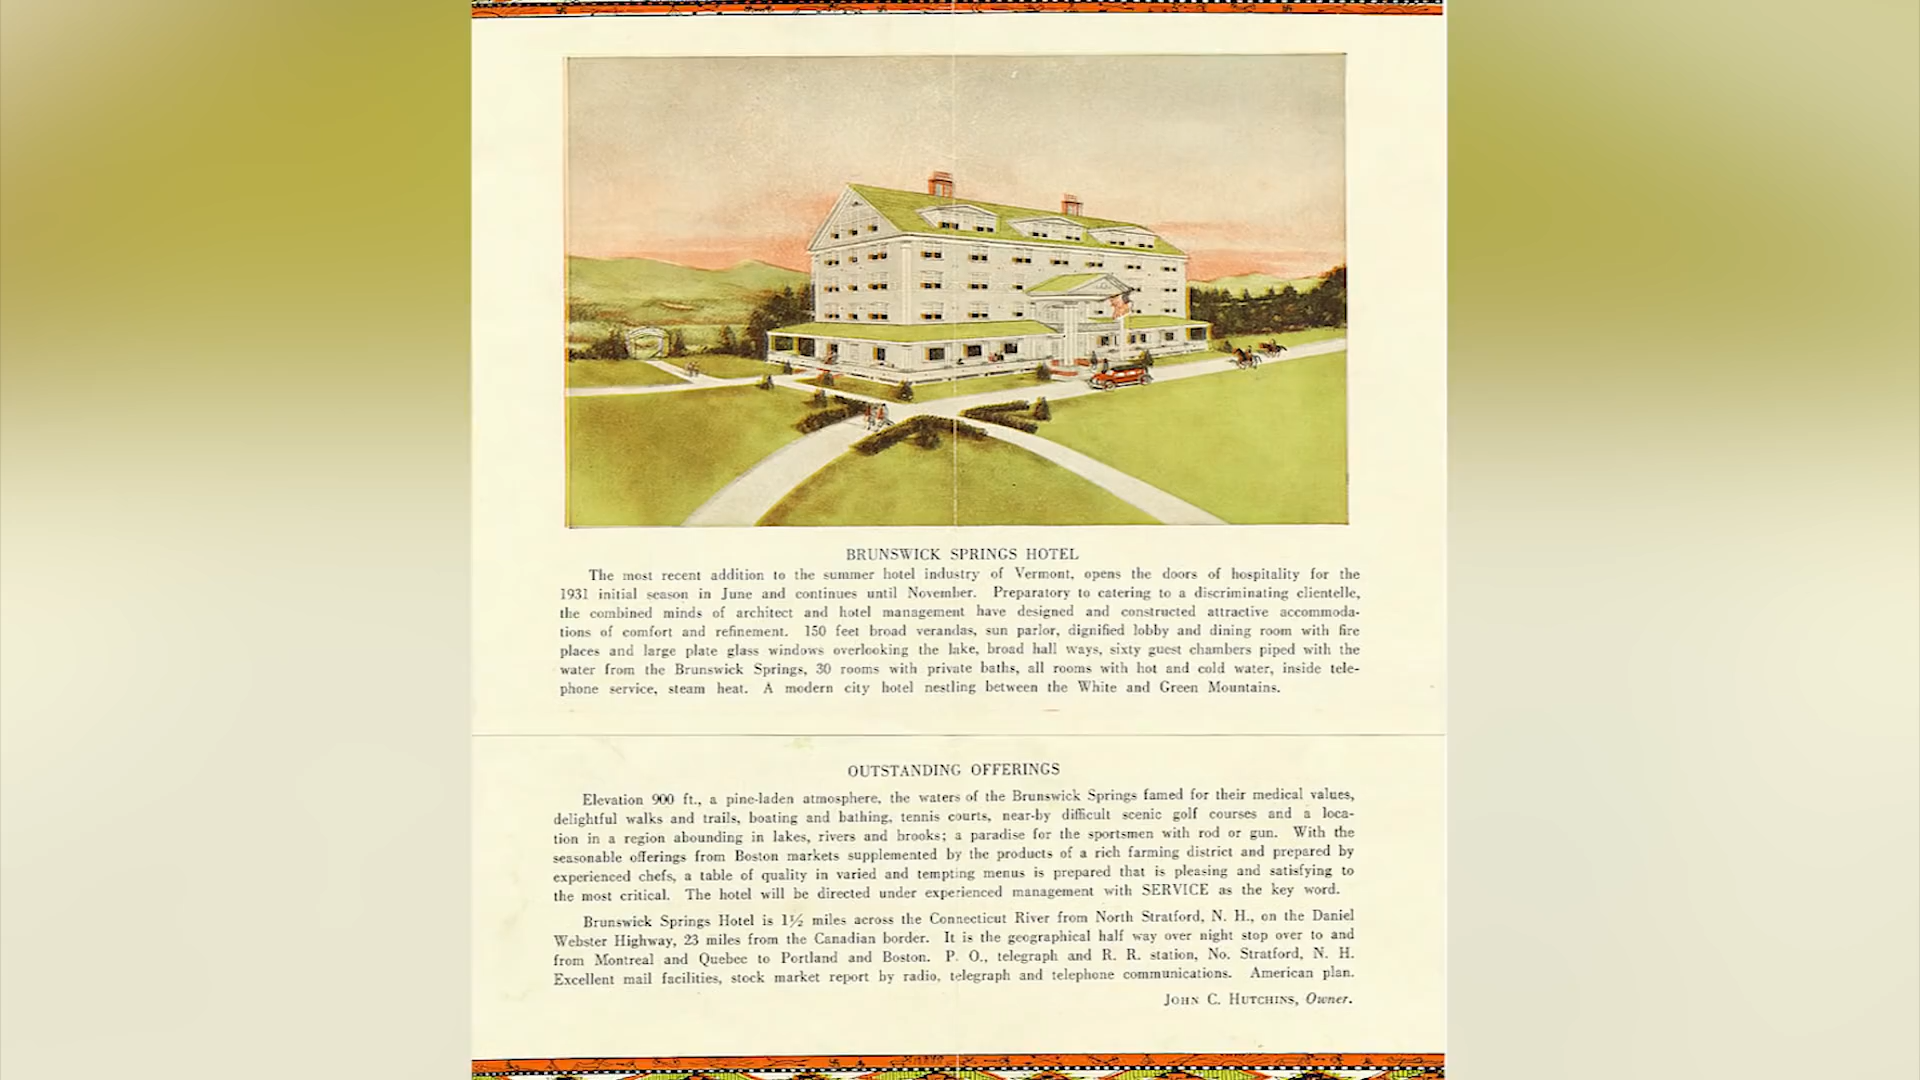 BRUNSWICK SPRINGS HOTEL
The most recent addition to the summer hotel industry of Vermont, opens the doors of hospitality for the
1931 initial season in June and continues until November. Preparatory to catering to a discriminating clientelle,
the combined minds of architect and hotel management have designed and constructed attractive accommoda-
tions of comfort and refinement. 150 feet broad verandas, sun parlor, dignified lobby and dining room with fire
places and large plate glass windows overlooking the lake, broad hall ways, sixty guest chambers piped with the
water from the Brunswick Springs, 30 rooms with private baths, all rooms with hot and cold water, inside tele-
phone service, steam heat. A modern city hotel nestling between the White and Green Mountains.
OUTSTANDING OFFERINGS
Elevation 900 ft., a pine-laden atmosphere, the waters of the Brunswick Springs famed for their medical values,
delightful walks and trails, boating and bathing, tennis courts, near-by difficult scenic golf courses and a loca-
tion in a region abounding in lakes, rivers and brooks; a paradise for the sportsmen with rod or gun. With the
seasonable offerings from Boston markets supplemented by the products of a rich farming district and prepared by
experienced chefs, a table of quality in varied and tempting menus is prepared that is pleasing and satisfying to
the most critical. The hotel will be directed under experienced management with SERVICE as the key word.
Brunswick Springs Hotel is 1½ miles across the Connecticut River from North Stratford, N. H., on the Daniel
Webster Highway, 23 miles from the Canadian border. It is the geographical half way over night stop over to and
from Montreal and Quebec to Portland and Boston. P. O., telegraph and R. R. station, No. Stratford, N. H.
Excellent mail facilities, stock market report by radio, telegraph and telephone communications. American plan.
JOHN C. HUTCHINS, Owner.